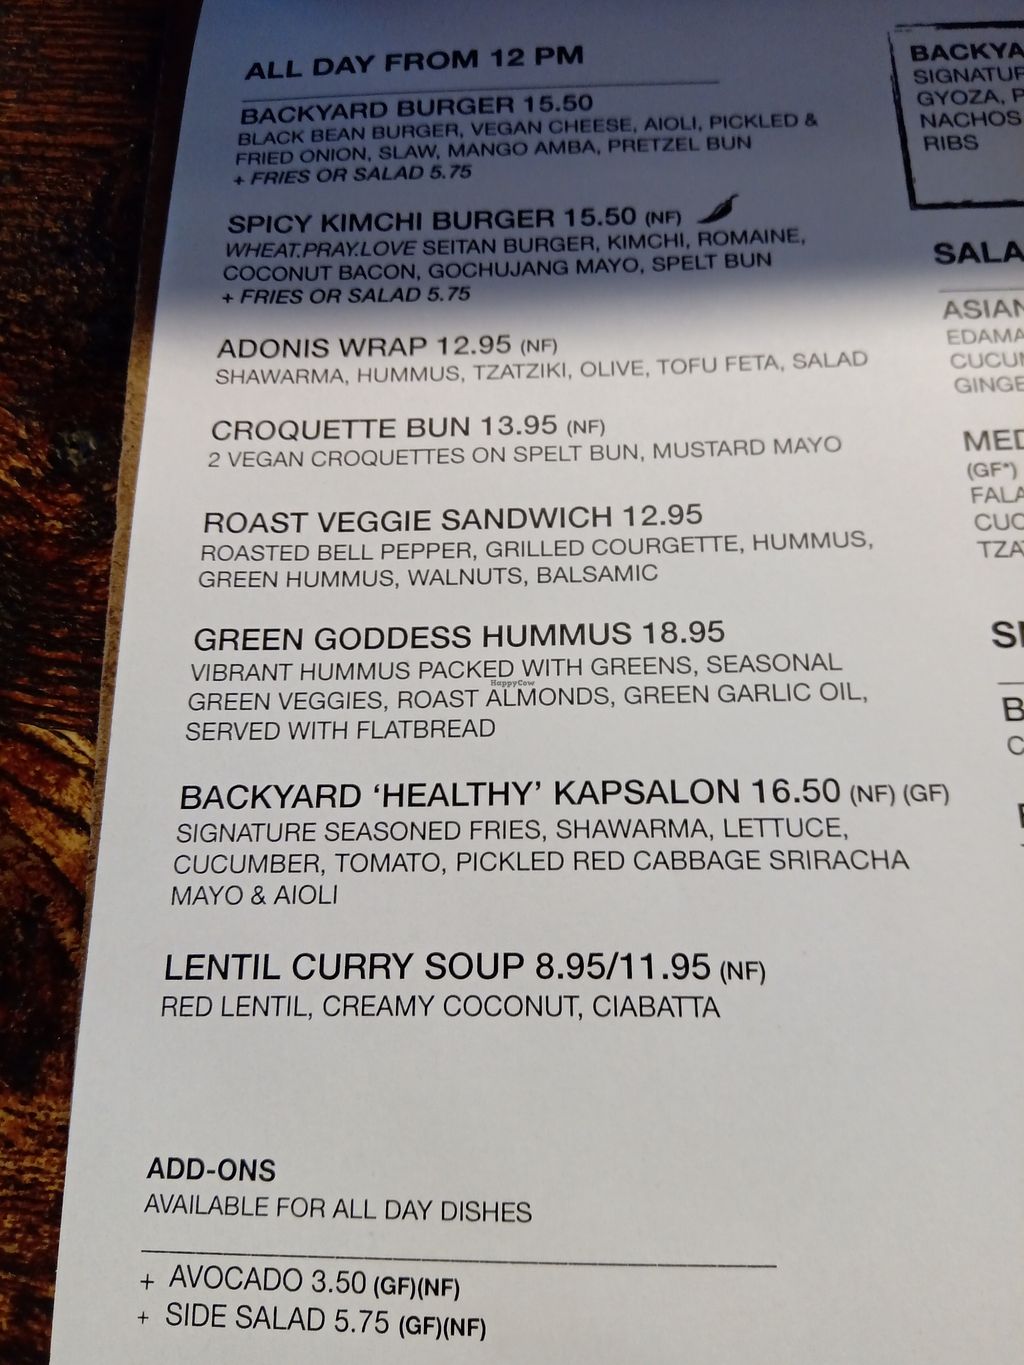 ALL DAY FROM 12 PM
BACKYARD BURGER 15.50
BLACK BEAN BURGER, VEGAN CHEESE, AIOLI, PICKLED &
FRIED ONION, SLAW, MANGO AMBA, PRETZEL BUN
+ FRIES OR SALAD 5.75
SPICY KIMCHI BURGER 15.50 (NF)
WHEAT.PRAY.LOVE SEITAN BURGER, KIMCHI, ROMAINE,
COCONUT BACON, GOCHUJANG MAYO, SPELT BUN
+ FRIES OR SALAD 5.75
ADONIS WRAP 12.95 (NF)
SHAWARMA, HUMMUS, TZATZIKI, OLIVE, TOFU FETA, SALAD
CROQUETTE BUN 13.95 (NF)
2 VEGAN CROQUETTES ON SPELT BUN, MUSTARD MAYO
ROAST VEGGIE SANDWICH 12.95
ROASTED BELL PEPPER, GRILLED COURGETTE, HUMMUS,
GREEN HUMMUS, WALNUTS, BALSAMIC
GREEN GODDESS HUMMUS 18.95
VIBRANT HUMMUS PACKED WITH GREENS, SEASONAL
HappyCow
GREEN VEGGIES, ROAST ALMONDS, GREEN GARLIC OIL,
SERVED WITH FLATBREAD
BACKYARD ‘HEALTHY’ KAPSALON 16.50 (NF) (GF)
SIGNATURE SEASONED FRIES, SHAWARMA, LETTUCE,
CUCUMBER, TOMATO, PICKLED RED CABBAGE SRIRACHA
MAYO & AIOLI
LENTIL CURRY SOUP 8.95/11.95 (NF)
RED LENTIL, CREAMY COCONUT, CIABATTA
ADD-ONS
AVAILABLE FOR ALL DAY DISHES
+ AVOCADO 3.50 (GF)(NF)
+ SIDE SALAD 5.75 (GF)(NF)
GYOZA,
NACHOS
RIBS
(GF*)